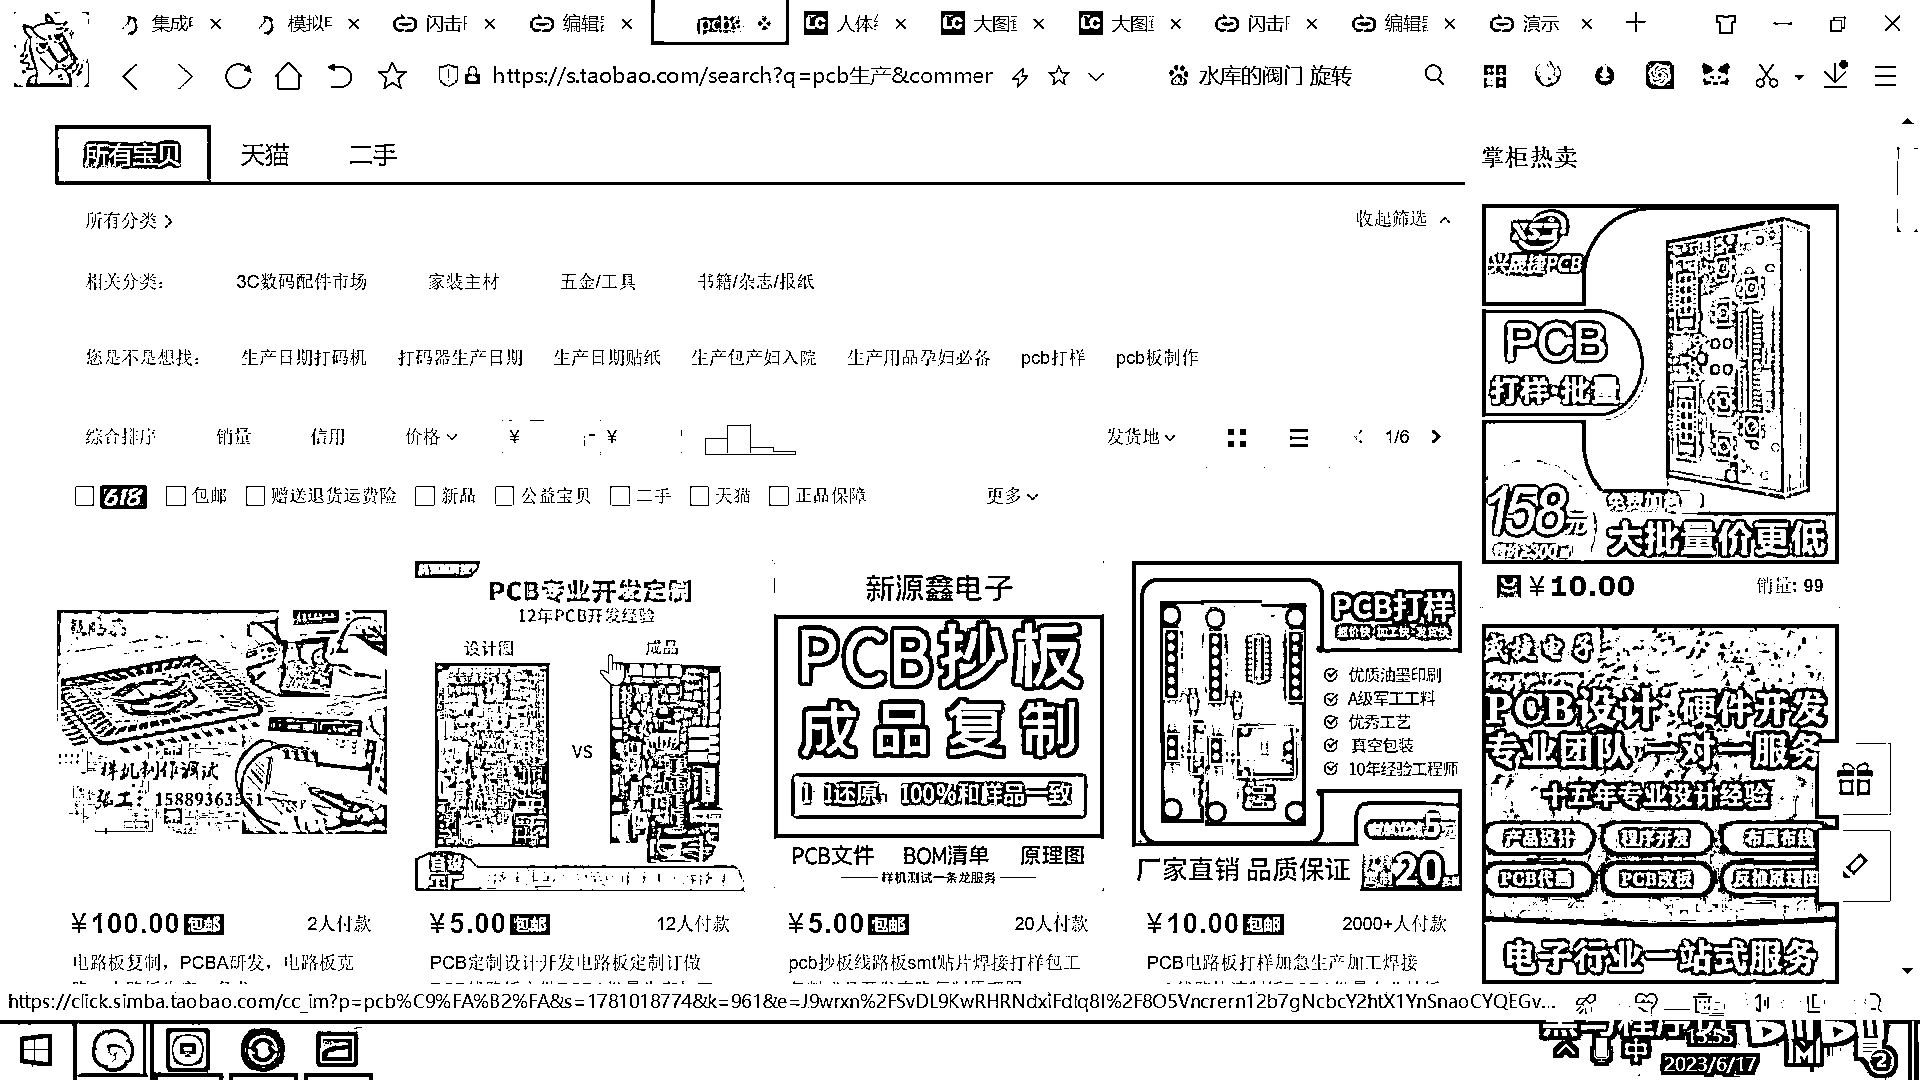 集成
模拟
闪击
编辑
pcb
人体
大图
大图
闪击
编辑
演示
https://s.taobao.com/search?q=pcb生产&commer
水库的阀门 旋转
所有宝贝 天猫 二手
掌柜热卖
所有分类 收起筛选
相关分类: 3C数码配件市场 家装主材 五金/工具 书籍/杂志/报纸
您是不是想找: 生产日期打码机 打码器生产日期 生产日期贴纸 生产包产妇入院 生产用品孕妇必备 pcb打样 pcb板制作
综合排序 销量 信用 价格 ¥ - ¥ 发货地 1/6
618 包邮 赠送退货运费险 新品 公益宝贝 二手 天猫 正品保障 更多
兴晟捷PCB
PCB
打样·批量
158元
免费加急
大批量价更低
¥10.00 销量: 99
样机制作调试
张工:
PCB专业开发定制
12年PCB开发经验
设计图 成品
VS
新源鑫电子
PCB抄板
成品复制
1:1还原, 100%和样品一致
PCB文件 BOM清单 原理图
样机测试一条龙服务
PCB打样
报价快·加工快·发货快
优质油墨印刷
A级军工工料
优秀工艺
真空包装
10年经验工程师
厂家直销 品质保证
20
PCB设计 硬件开发
专业团队 一对一服务
十五年专业设计经验
产品设计 程序开发 布局布线
PCB代画 PCB改板 反推原理图
电子行业一站式服务
¥100.00 包邮 2人付款
¥5.00 包邮 12人付款
¥5.00 包邮 20人付款
¥10.00 包邮 2000+人付款
电路板复制，PCBA研发，电路板克
PCB定制设计开发电路板定制订做
pcb抄板线路板smt贴片焊接打样包工
PCB电路板打样加急生产加工焊接
中
15:55
2023/6/17
2